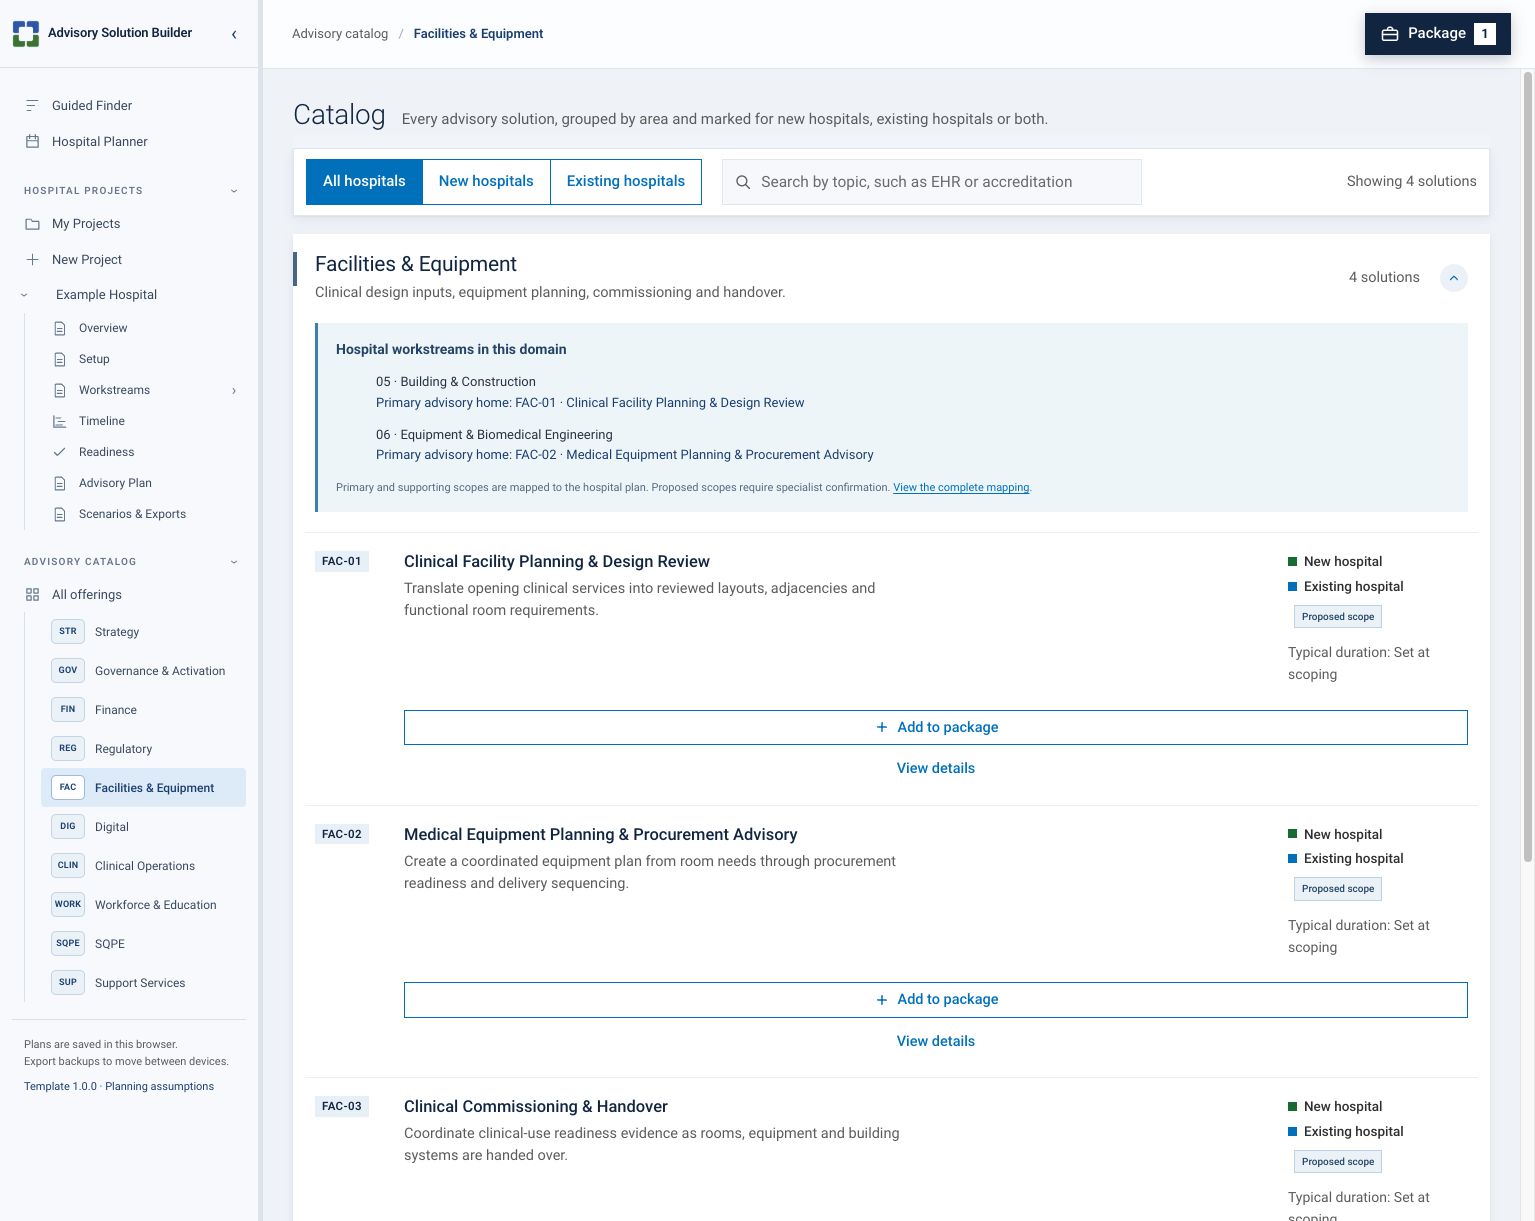 Advisory Solution Builder
Guided Finder
Hospital Planner
HOSPITAL PROJECTS
My Projects
New Project
Example Hospital
Overview
Setup
Workstreams
Timeline
Readiness
Advisory Plan
Scenarios & Exports
ADVISORY CATALOG
All offerings
STR Strategy
GOV Governance & Activation
FIN Finance
REG Regulatory
FAC Facilities & Equipment
DIG Digital
CLIN Clinical Operations
WORK Workforce & Education
SQPE SQPE
SUP Support Services
Plans are saved in this browser.
Export backups to move between devices.
Template 1.0.0 · Planning assumptions
Advisory catalog / Facilities & Equipment
Package 1
Catalog Every advisory solution, grouped by area and marked for new hospitals, existing hospitals or both.
All hospitals New hospitals Existing hospitals Search by topic, such as EHR or accreditation Showing 4 solutions
Facilities & Equipment
Clinical design inputs, equipment planning, commissioning and handover.
4 solutions
Hospital workstreams in this domain
05 · Building & Construction
Primary advisory home: FAC-01 · Clinical Facility Planning & Design Review
06 · Equipment & Biomedical Engineering
Primary advisory home: FAC-02 · Medical Equipment Planning & Procurement Advisory
Primary and supporting scopes are mapped to the hospital plan. Proposed scopes require specialist confirmation. View the complete mapping.
FAC-01 Clinical Facility Planning & Design Review
Translate opening clinical services into reviewed layouts, adjacencies and
functional room requirements.
New hospital
Existing hospital
Proposed scope
Typical duration: Set at
scoping
+ Add to package
View details
FAC-02 Medical Equipment Planning & Procurement Advisory
Create a coordinated equipment plan from room needs through procurement
readiness and delivery sequencing.
New hospital
Existing hospital
Proposed scope
Typical duration: Set at
scoping
+ Add to package
View details
FAC-03 Clinical Commissioning & Handover
Coordinate clinical-use readiness evidence as rooms, equipment and building
systems are handed over.
New hospital
Existing hospital
Proposed scope
Typical duration: Set at
scoping